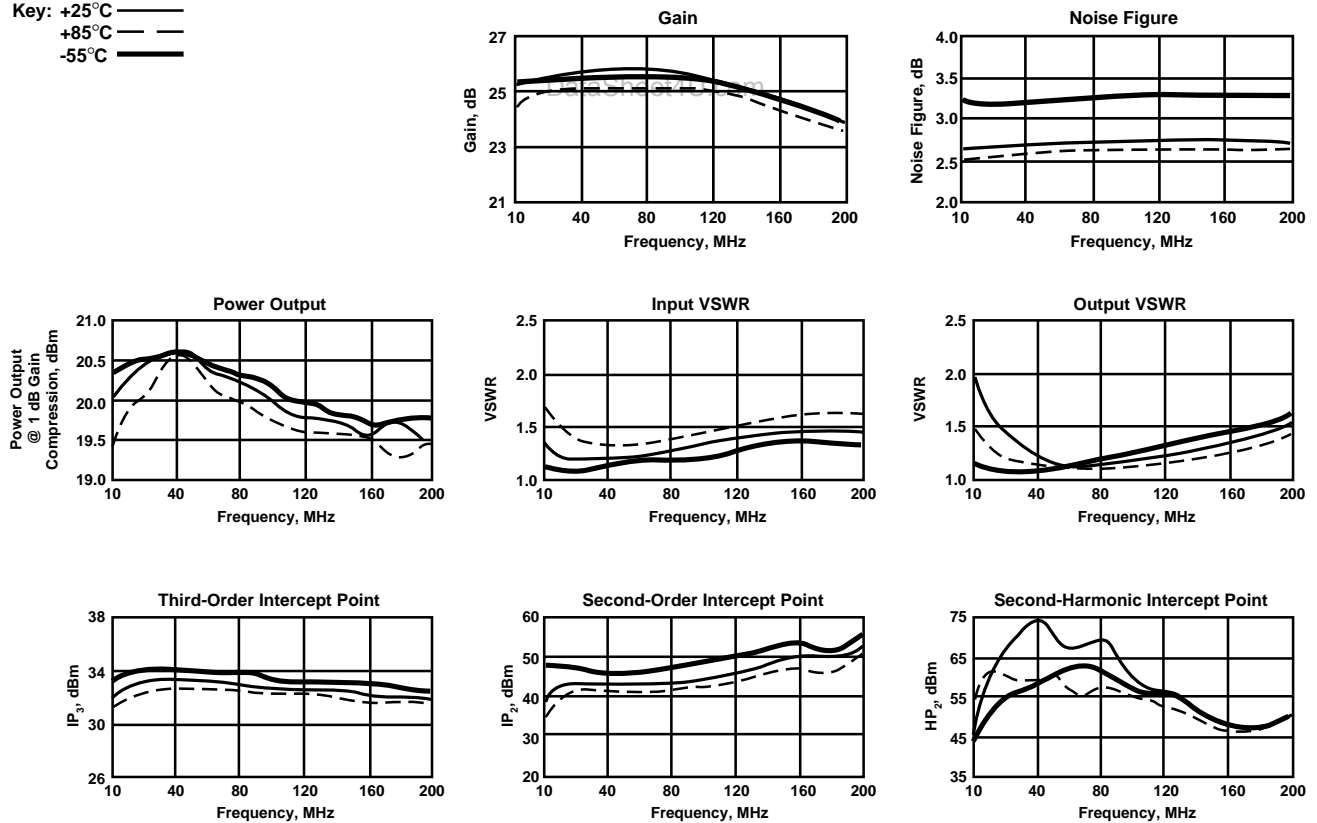 Key: +25°C
+85°C
-55°C
Gain
27
25
23
21
Gain, dB
10 40 80 120 160 200
Frequency, MHz
DataSheet4U.com
Noise Figure
4.0
3.5
3.0
2.5
2.0
Noise Figure, dB
10 40 80 120 160 200
Frequency, MHz
Power Output
21.0
20.5
20.0
19.5
19.0
Power Output
@ 1 dB Gain
Compression, dBm
10 40 80 120 160 200
Frequency, MHz
Input VSWR
2.5
2.0
1.5
1.0
VSWR
10 40 80 120 160 200
Frequency, MHz
Output VSWR
2.5
2.0
1.5
1.0
VSWR
10 40 80 120 160 200
Frequency, MHz
Third-Order Intercept Point
38
34
30
26
IP3, dBm
10 40 80 120 160 200
Frequency, MHz
Second-Order Intercept Point
60
50
40
30
20
IP2, dBm
10 40 80 120 160 200
Frequency, MHz
Second-Harmonic Intercept Point
75
65
55
45
35
HP2, dBm
10 40 80 120 160 200
Frequency, MHz